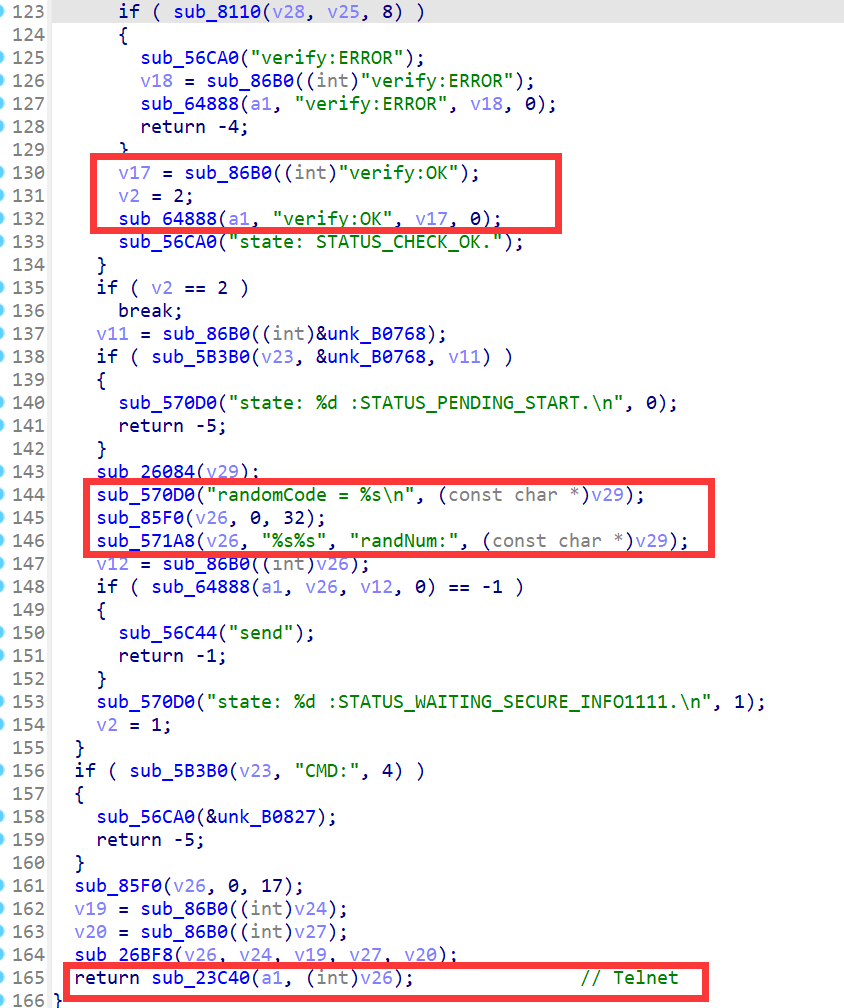 123 if ( sub_8110(v28, v25, 8) )
124 {
125 sub_56CA0("verify:ERROR");
126 v18 = sub_86B0((int)"verify:ERROR");
127 sub_64888(a1, "verify:ERROR", v18, 0);
128 return -4;
129 }
130 v17 = sub_86B0((int)"verify:OK");
131 v2 = 2;
132 sub_64888(a1, "verify:OK", v17, 0);
133 sub_56CA0("state: STATUS_CHECK_OK.");
134 }
135 if ( v2 == 2 )
136 break;
137 v11 = sub_86B0((int)&unk_B0768);
138 if ( sub_5B3B0(v23, &unk_B0768, v11) )
139 {
140 sub_570D0("state: %d :STATUS_PENDING_START.\n", 0);
141 return -5;
142 }
143 sub_26084(v29);
144 sub_570D0("randomCode = %s\n", (const char *)v29);
145 sub_85F0(v26, 0, 32);
146 sub_571A8(v26, "%s%s", "randNum:", (const char *)v29);
147 v12 = sub_86B0((int)v26);
148 if ( sub_64888(a1, v26, v12, 0) == -1 )
149 {
150 sub_56C44("send");
151 return -1;
152 }
153 sub_570D0("state: %d :STATUS_WAITING_SECURE_INFO1111.\n", 1);
154 v2 = 1;
155 }
156 if ( sub_5B3B0(v23, "CMD:", 4) )
157 {
158 sub_56CA0(&unk_B0827);
159 return -5;
160 }
161 sub_85F0(v26, 0, 17);
162 v19 = sub_86B0((int)v24);
163 v20 = sub_86B0((int)v27);
164 sub_26BF8(v26, v24, v19, v27, v20);
165 return sub_23C40(a1, (int)v26); // Telnet
166 }